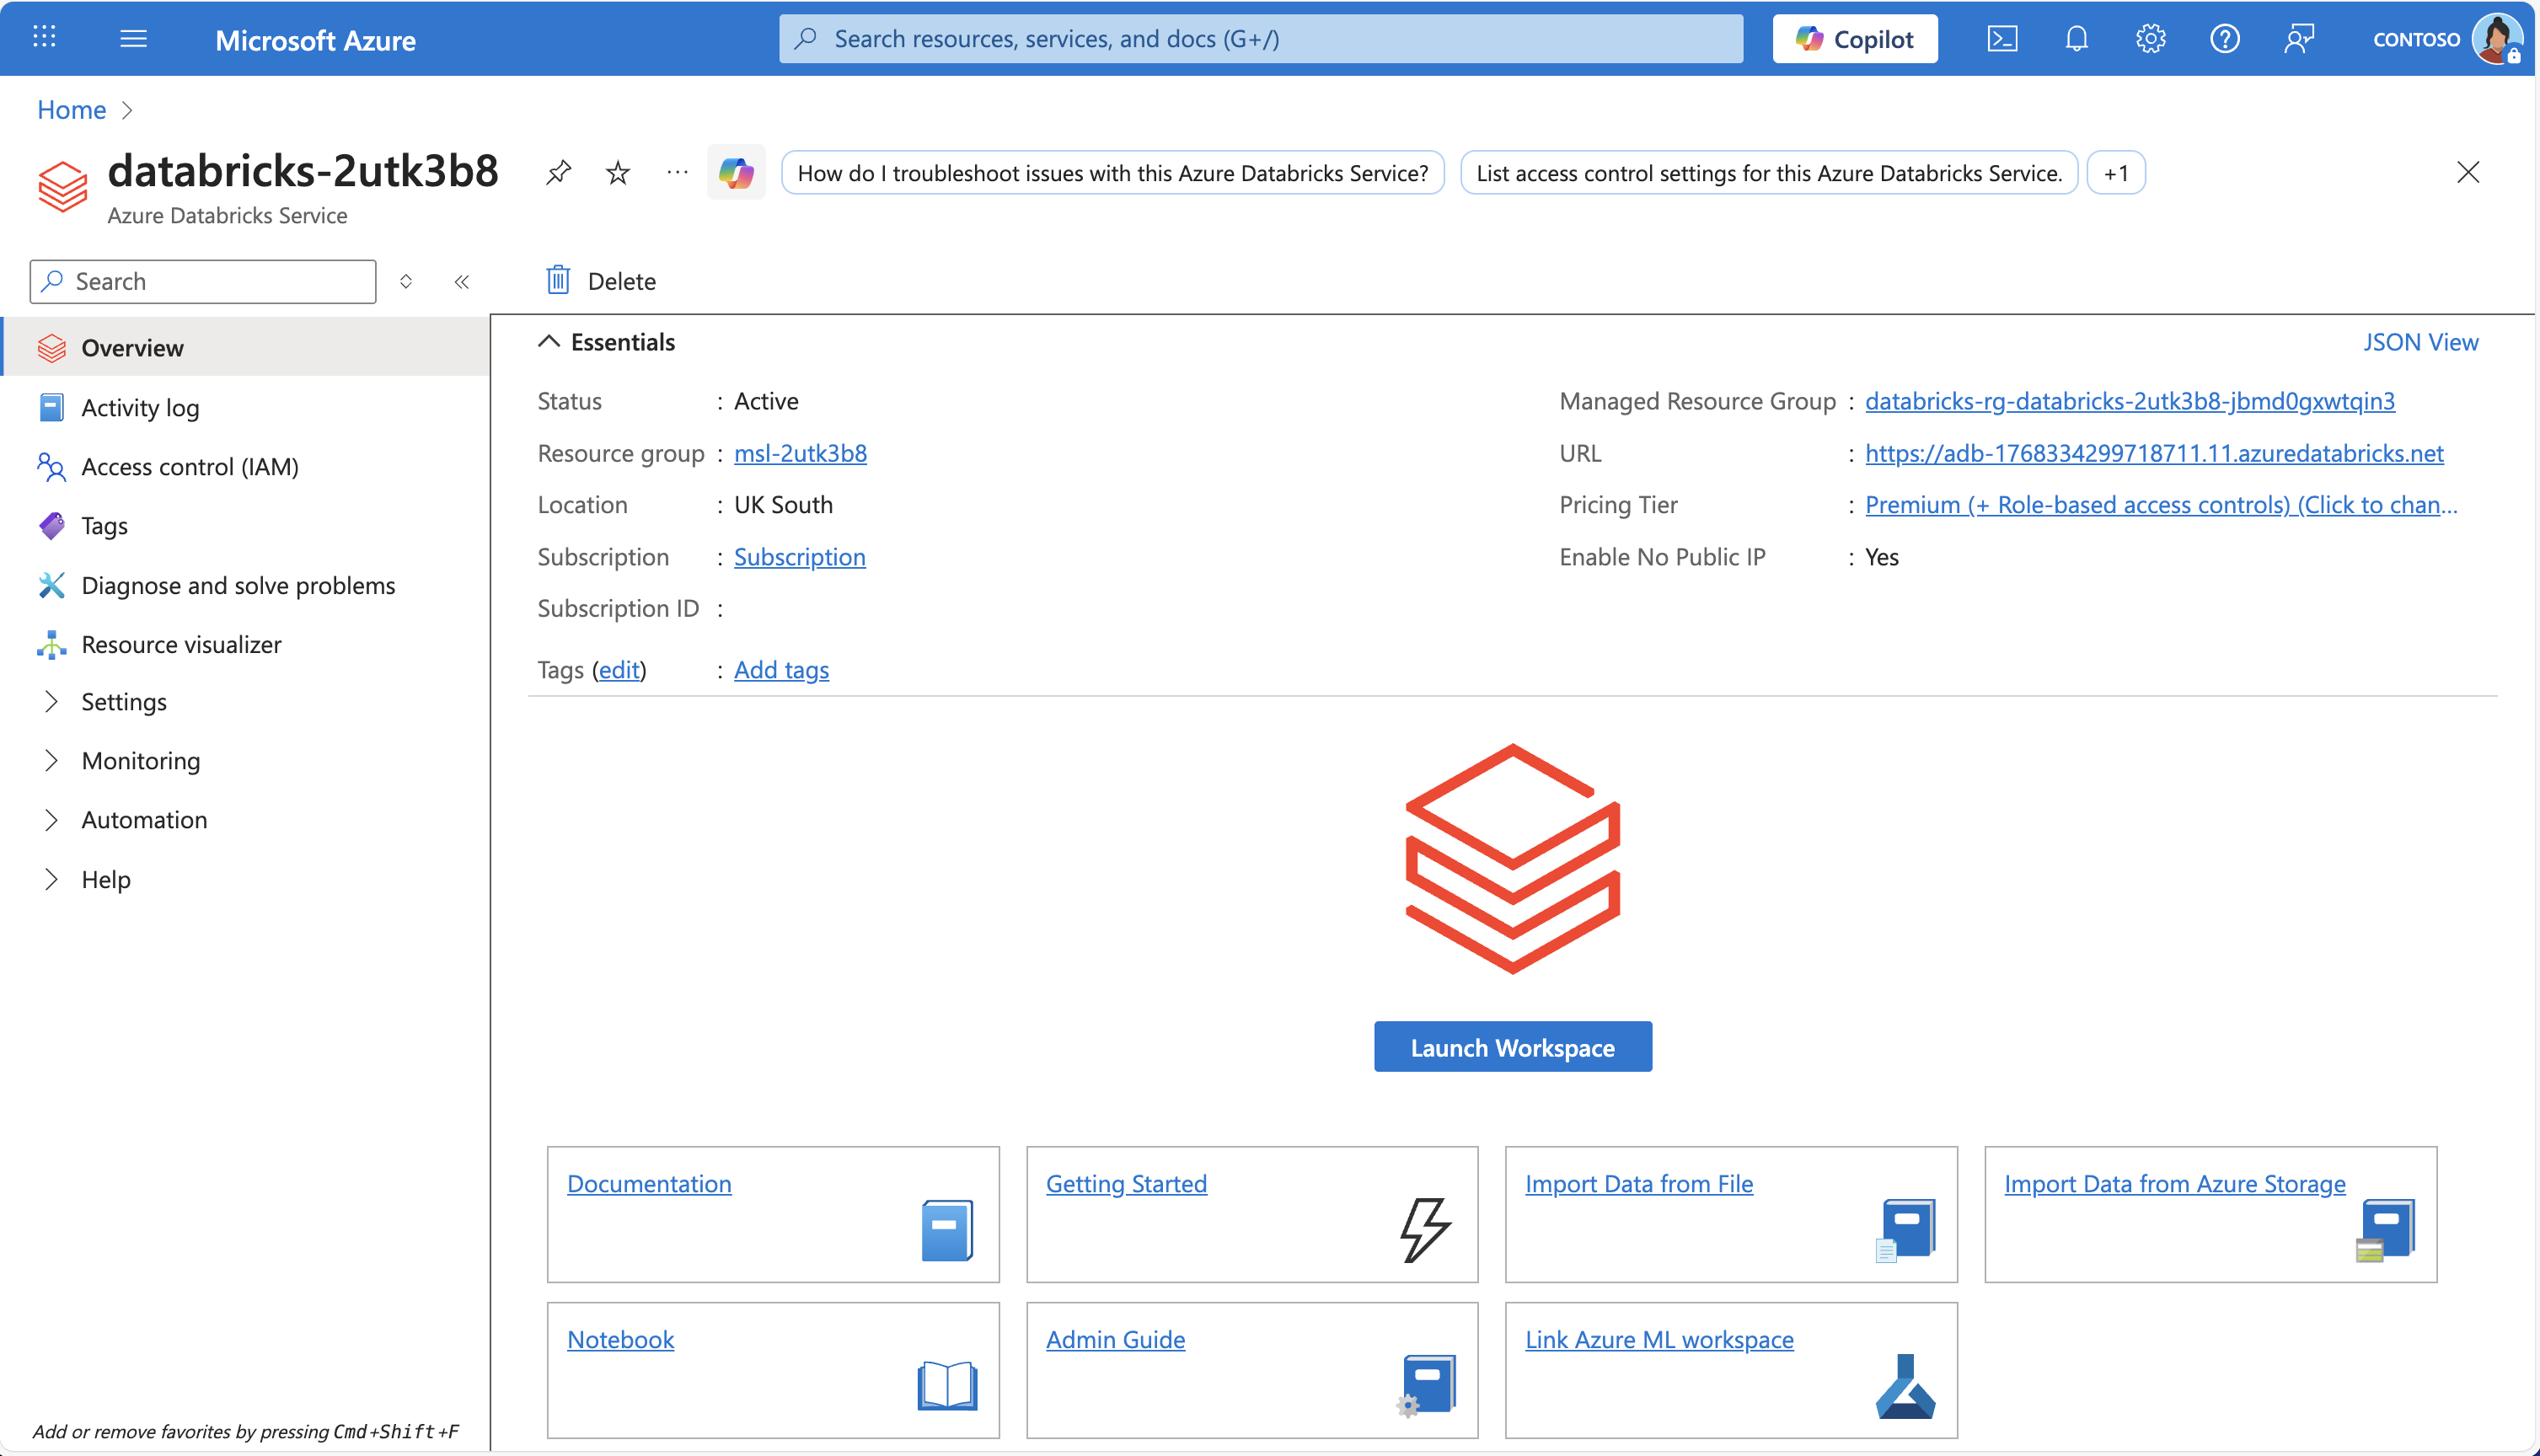 Microsoft Azure
Search resources, services, and docs (G+/)
Copilot
CONTOSO
Home
databricks-2utk3b8
Azure Databricks Service
How do I troubleshoot issues with this Azure Databricks Service?
List access control settings for this Azure Databricks Service.
+1
Search
Delete
Overview
Activity log
Access control (IAM)
Tags
Diagnose and solve problems
Resource visualizer
Settings
Monitoring
Automation
Help
Add or remove favorites by pressing Cmd+Shift+F
Essentials
JSON View
Status : Active
Resource group : msl-2utk3b8
Location : UK South
Subscription : Subscription
Subscription ID :
Tags (edit) : Add tags
Managed Resource Group : databricks-rg-databricks-2utk3b8-jbmd0gxwtqin3
URL : https://adb-1768334299718711.11.azuredatabricks.net
Pricing Tier : Premium (+ Role-based access controls) (Click to chan...
Enable No Public IP : Yes
Launch Workspace
Documentation
Getting Started
Import Data from File
Import Data from Azure Storage
Notebook
Admin Guide
Link Azure ML workspace